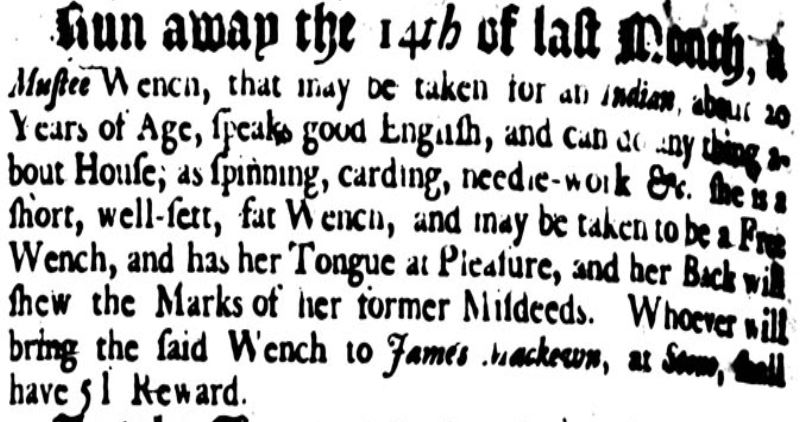 Run away the 14th of laſt Month, a
Muſtee Wench, that may be taken for an Indian, about 20
Years of Age, ſpeaks good Engliſh, and can do any thing a-
bout Houſe; as ſpinning, carding, needle-work &c. ſhe is a
ſhort, well-ſett, fat Wench, and may be taken to be a Free
Wench, and has her Tongue at Pleaſure, and her Back will
ſhew the Marks of her former Miſdeeds. Whoever will
bring the ſaid Wench to James Mackewn, at ſhall
have 5 l Reward.